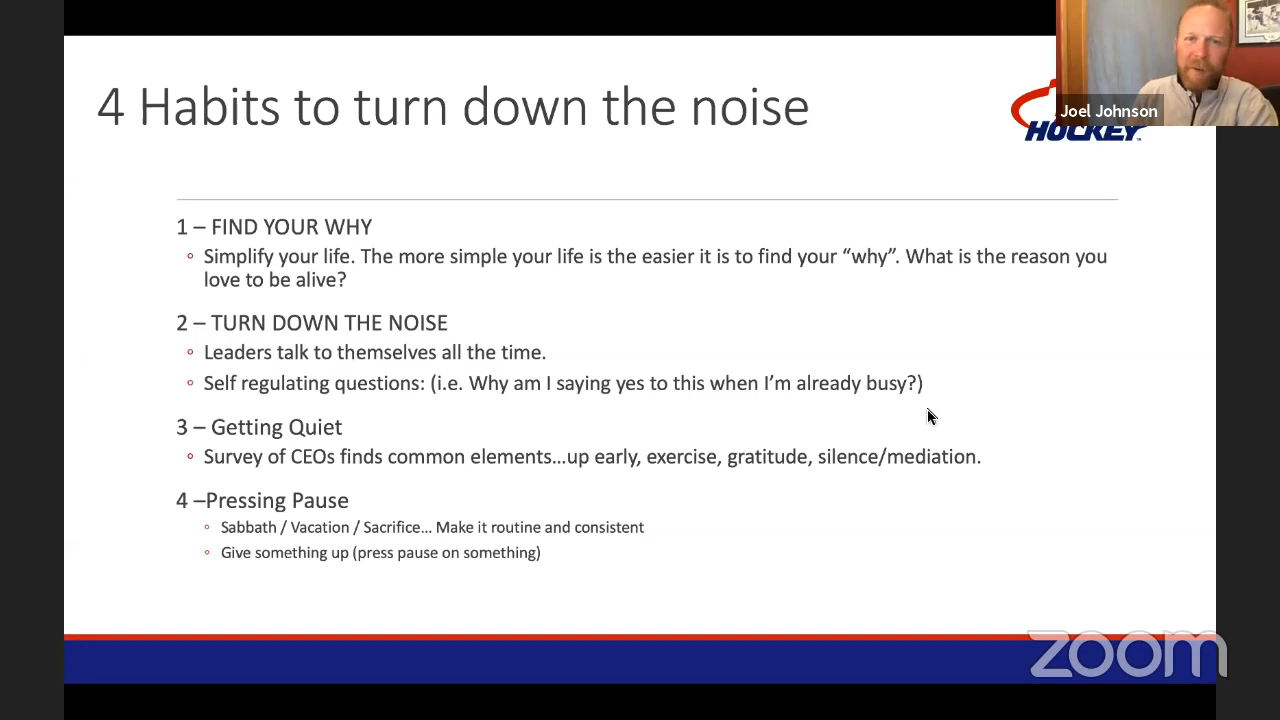 4 Habits to turn down the noise
HOCKEY™
Joel Johnson
1 – FIND YOUR WHY
Simplify your life. The more simple your life is the easier it is to find your “why”. What is the reason you
love to be alive?
2 – TURN DOWN THE NOISE
Leaders talk to themselves all the time.
Self regulating questions: (i.e. Why am I saying yes to this when I’m already busy?)
3 – Getting Quiet
Survey of CEOs finds common elements…up early, exercise, gratitude, silence/mediation.
4 –Pressing Pause
Sabbath / Vacation / Sacrifice… Make it routine and consistent
Give something up (press pause on something)
zoom